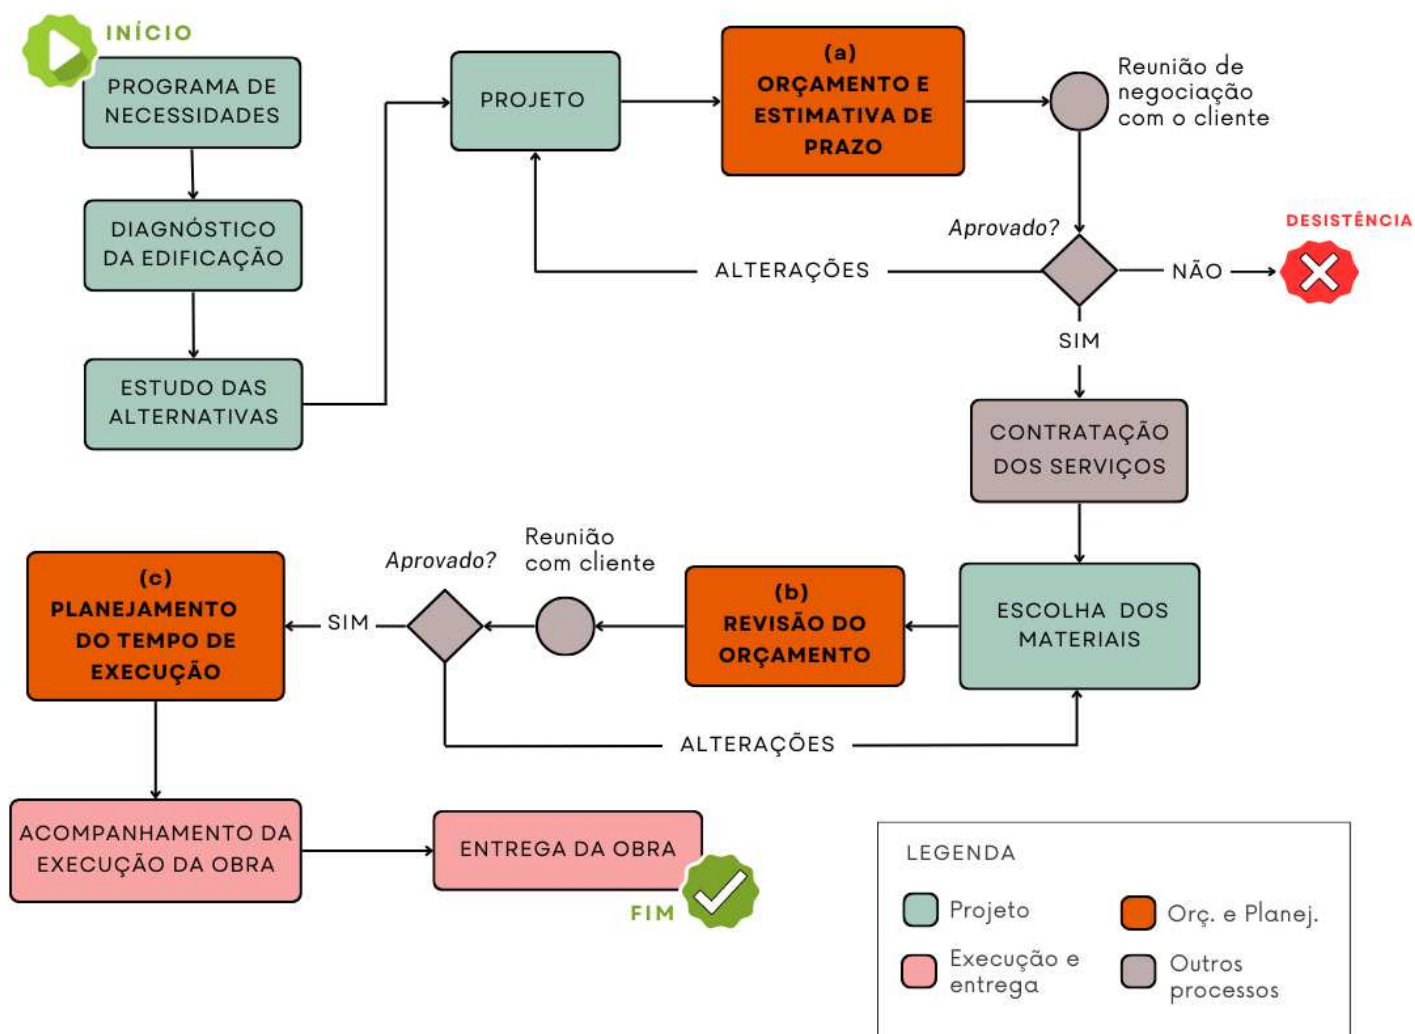 INÍCIO
PROGRAMA DE
NECESSIDADES
DIAGNÓSTICO
DA EDIFICAÇÃO
ESTUDO DAS
ALTERNATIVAS
PROJETO
(a)
ORÇAMENTO E
ESTIMATIVA DE
PRAZO
Reunião de
negociação
com o cliente
Aprovado?
ALTERAÇÕES
NÃO
DESISTÊNCIA
SIM
CONTRATAÇÃO
DOS SERVIÇOS
ESCOLHA DOS
MATERIAIS
(b)
REVISÃO DO
ORÇAMENTO
Reunião
com cliente
Aprovado?
SIM
ALTERAÇÕES
(c)
PLANEJAMENTO
DO TEMPO DE
EXECUÇÃO
ACOMPANHAMENTO DA
EXECUÇÃO DA OBRA
ENTREGA DA OBRA
FIM
LEGENDA
Projeto
Orç. e Planej.
Execução e
entrega
Outros
processos